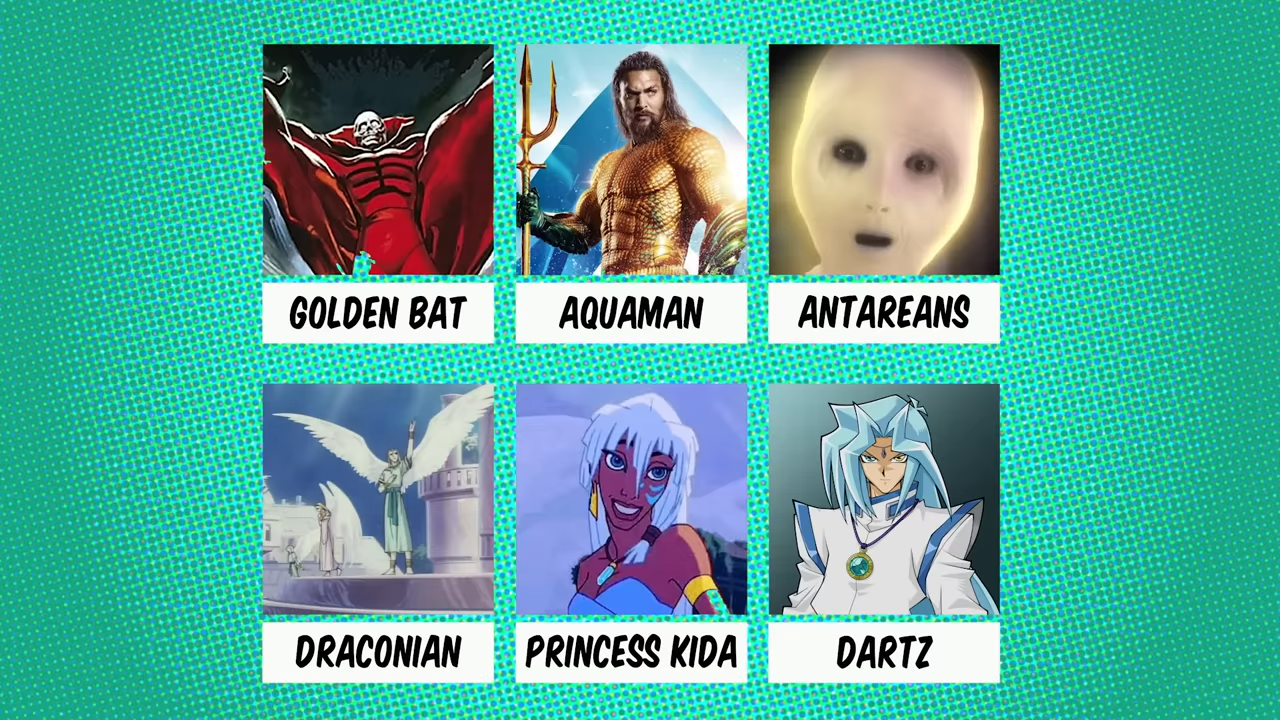 GOLDEN BAT
AQUAMAN
ANTAREANS
DRACONIAN
PRINCESS KIDA
DARTZ